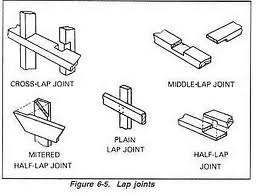 CROSS-LAP JOINT
MIDDLE-LAP JOINT
MITERED
HALF-LAP JOINT
PLAIN
LAP JOINT
HALF-LAP
JOINT
Figure 6-5. Lap joints